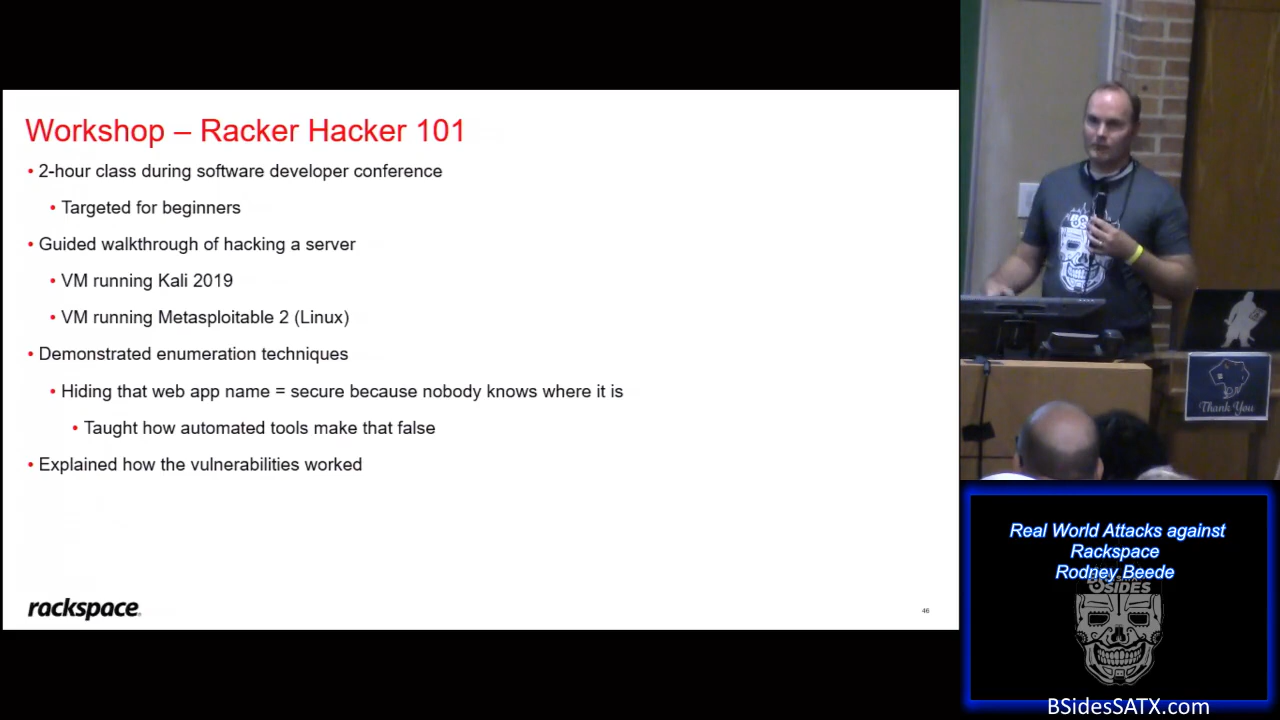 Workshop – Racker Hacker 101
• 2-hour class during software developer conference
• Targeted for beginners
• Guided walkthrough of hacking a server
• VM running Kali 2019
• VM running Metasploitable 2 (Linux)
• Demonstrated enumeration techniques
• Hiding that web app name = secure because nobody knows where it is
• Taught how automated tools make that false
• Explained how the vulnerabilities worked
rackspace
46
Thank You
Real World Attacks against
Rackspace
Rodney Beede
BSIDES
BSidesSATX.com